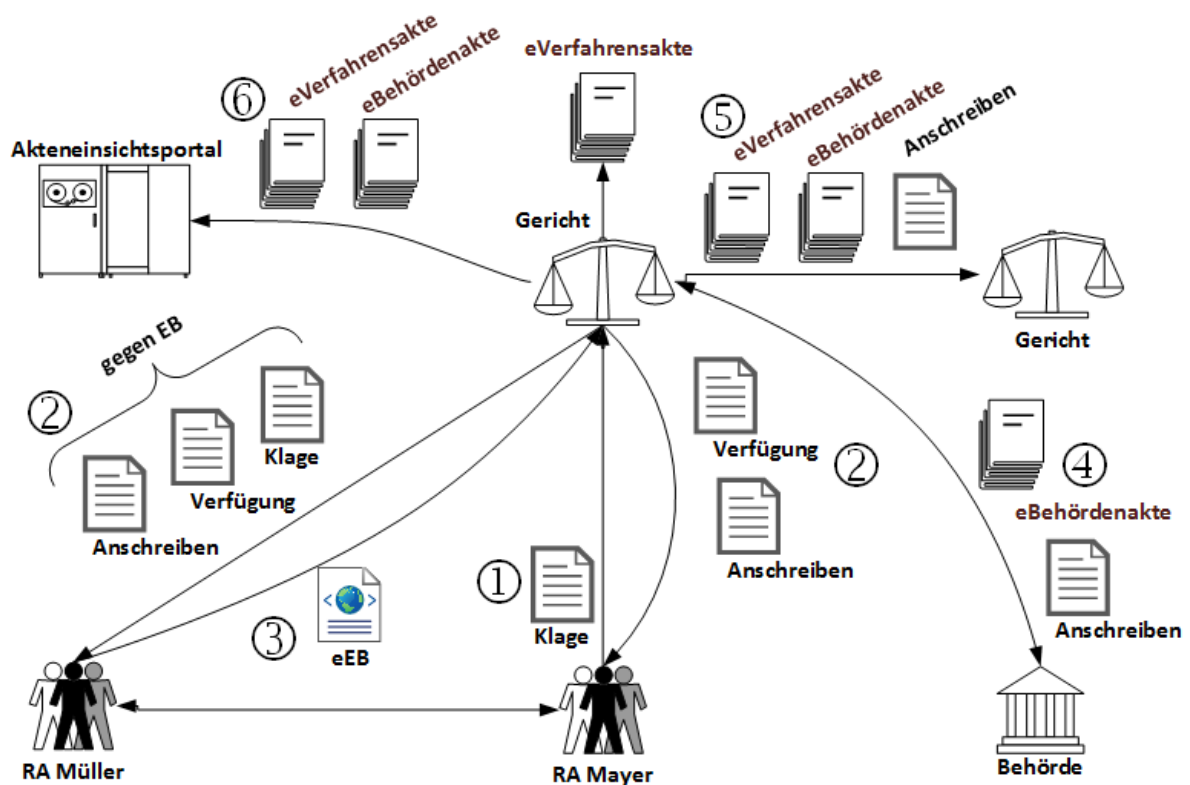 eVerfahrensakte
⑥
eVerfahrensakte
eBehördenakte
⑤
eVerfahrensakte
eBehördenakte
Anschreiben
Akteneinsichtsportal
Gericht
Gericht
gegen EB
②
Klage
Verfügung
Anschreiben
Verfügung
②
Anschreiben
④
eBehördenakte
Anschreiben
①
Klage
③
eEB
RA Müller
RA Mayer
Behörde